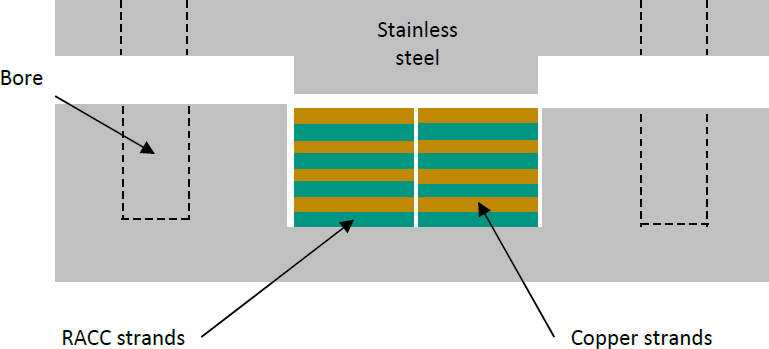 Stainless
steel
Bore
RACC strands
Copper strands